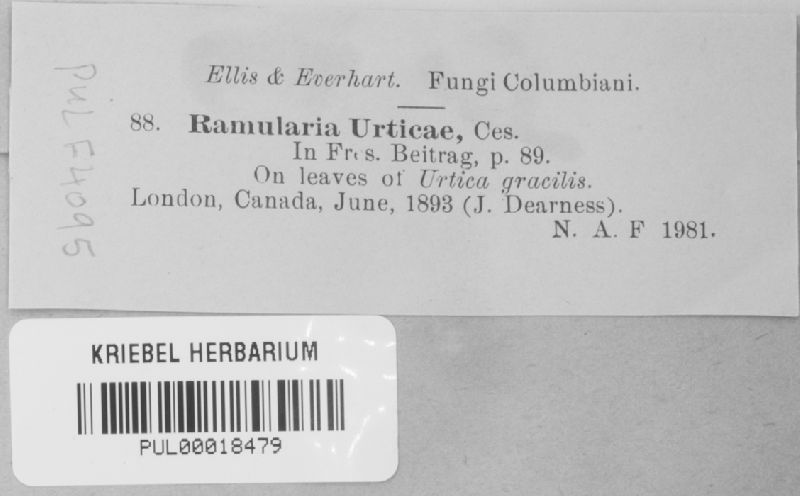 Ellis & Everhart. Fungi Columbiani.
88. Ramularia Urticae, Ces.
In Fres. Beitrag, p. 89.
On leaves of Urtica gracilis.
London, Canada, June, 1893 (J. Dearness).
N. A. F 1981.
PUL F4095
KRIEBEL HERBARIUM
PUL00018479